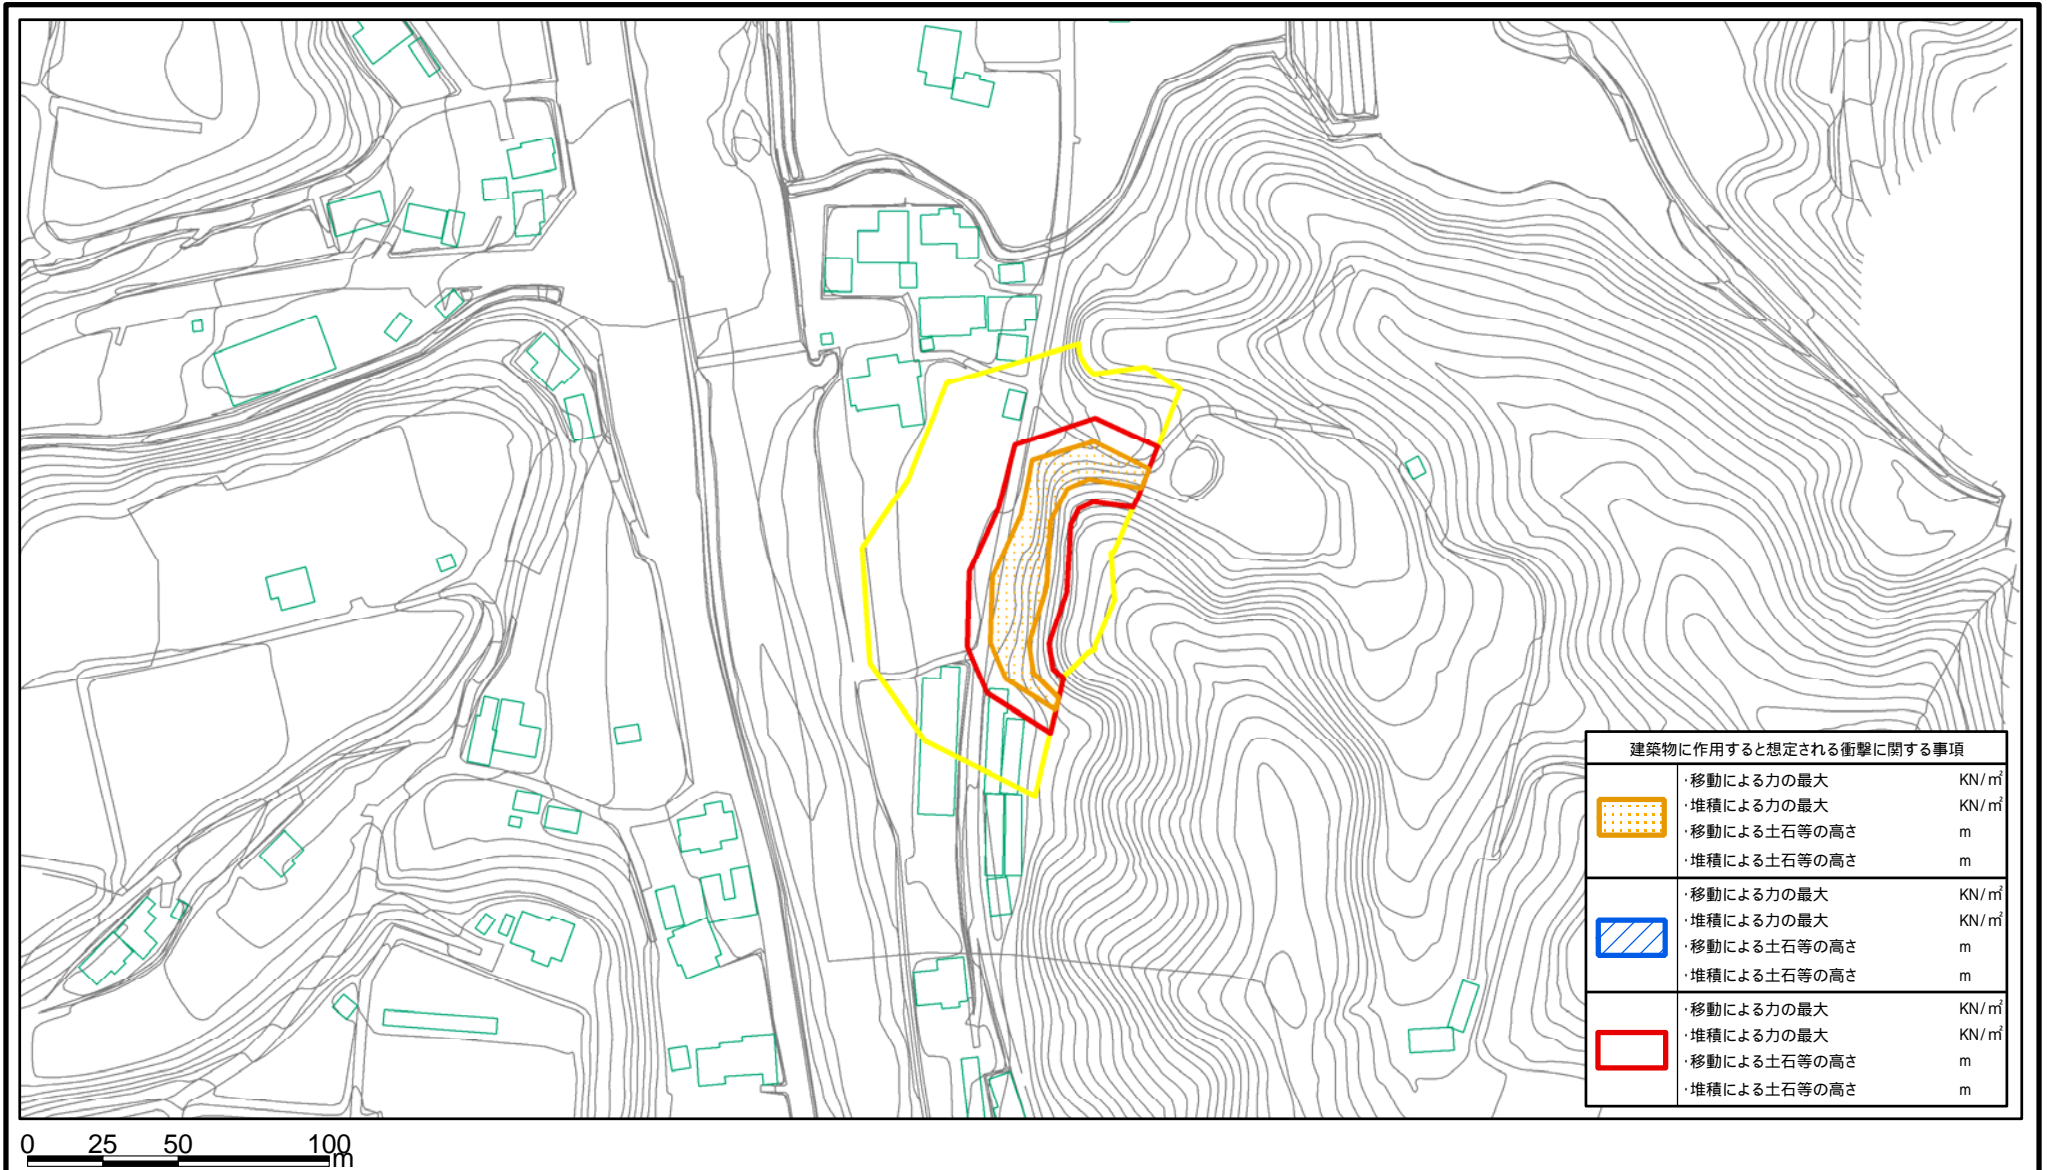 建築物に作用すると想定される衝撃に関する事項
・移動による力の最大 KN/㎡
・堆積による力の最大 KN/㎡
・移動による土石等の高さ m
・堆積による土石等の高さ m
・移動による力の最大 KN/㎡
・堆積による力の最大 KN/㎡
・移動による土石等の高さ m
・堆積による土石等の高さ m
・移動による力の最大 KN/㎡
・堆積による力の最大 KN/㎡
・移動による土石等の高さ m
・堆積による土石等の高さ m
0 25 50 100
m